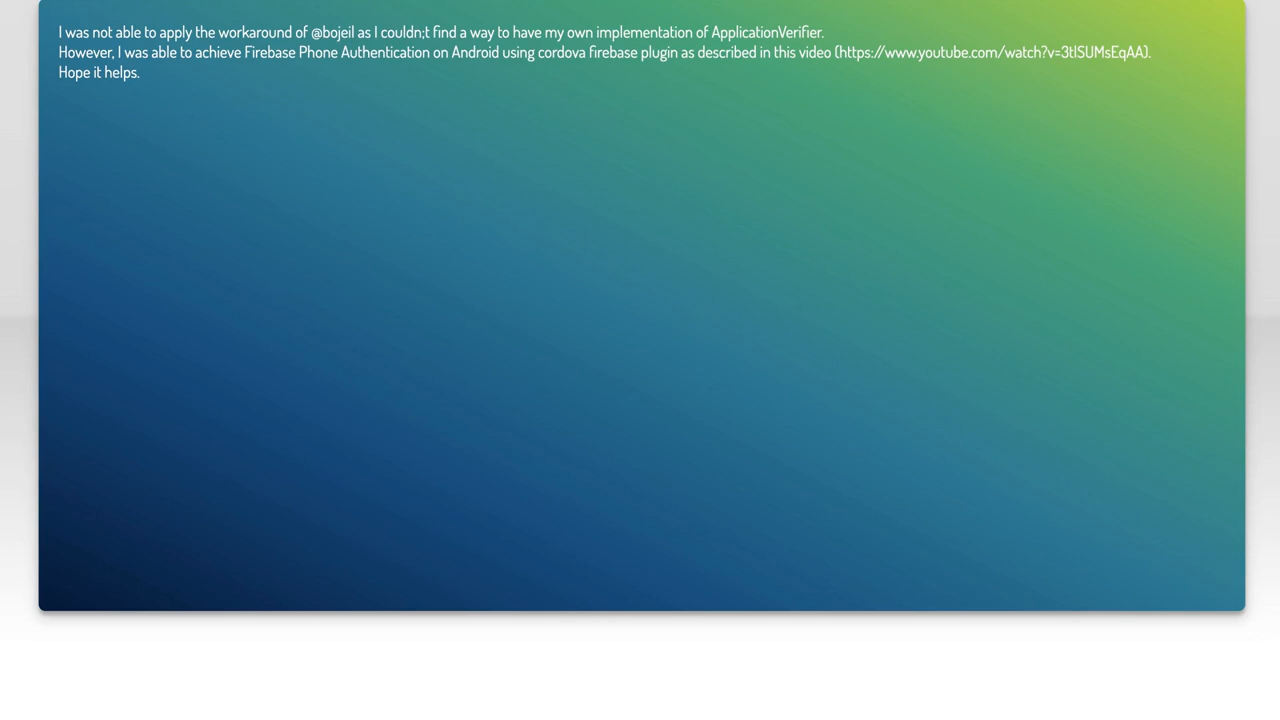 I was not able to apply the workaround of @bojeil as I couldn;t find a way to have my own implementation of ApplicationVerifier.
However, I was able to achieve Firebase Phone Authentication on Android using cordova firebase plugin as described in this video (https://www.youtube.com/watch?v=3tlSUMsEqAA).
Hope it helps.